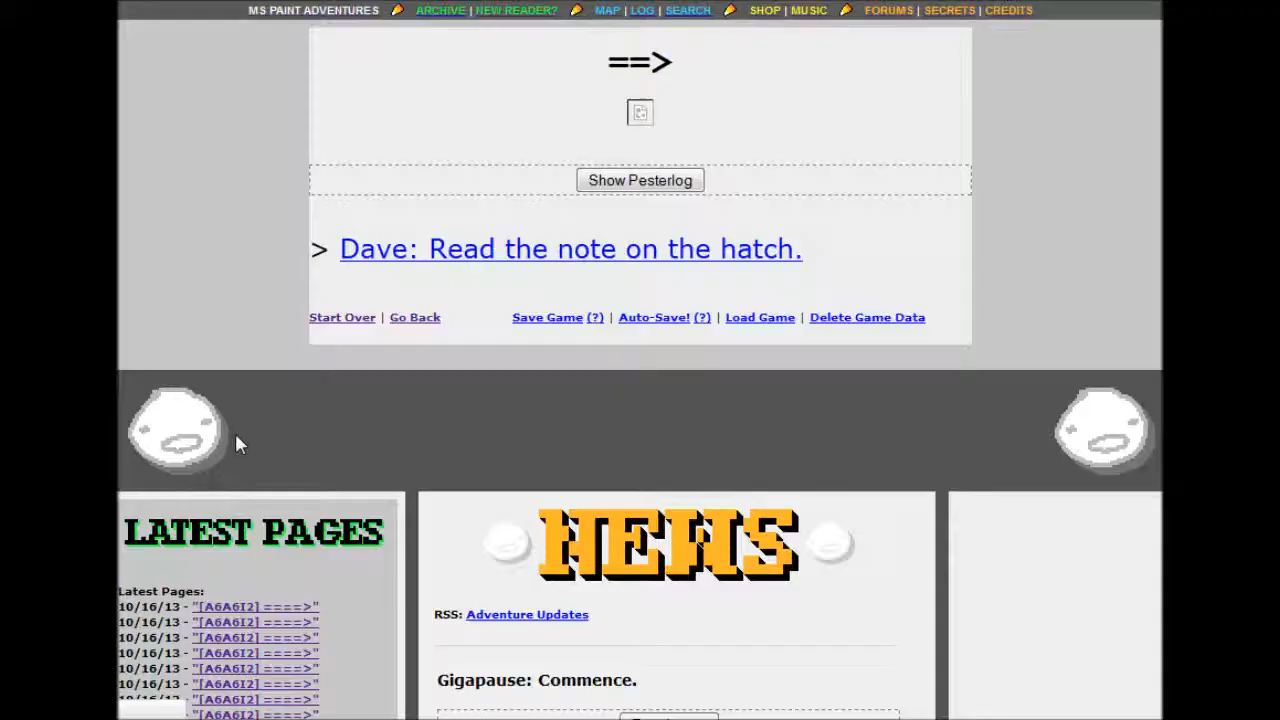 MS PAINT ADVENTURES ARCHIVE | NEW READER? MAP | LOG | SEARCH SHOP | MUSIC FORUMS | SECRETS | CREDITS
==>
Show Pesterlog
> Dave: Read the note on the hatch.
Start Over | Go Back Save Game (?) | Auto-Save! (?) | Load Game | Delete Game Data
LATEST PAGES
Latest Pages:
10/16/13 - "[A6A6I2] ====>"
10/16/13 - "[A6A6I2] ====>"
10/16/13 - "[A6A6I2] ====>"
10/16/13 - "[A6A6I2] ====>"
10/16/13 - "[A6A6I2] ====>"
10/16/13 - "[A6A6I2] ====>"
10/16/13 - "[A6A6I2] ====>"
"[A6A6I2] ====>"
NEWS
RSS: Adventure Updates
Gigapause: Commence.